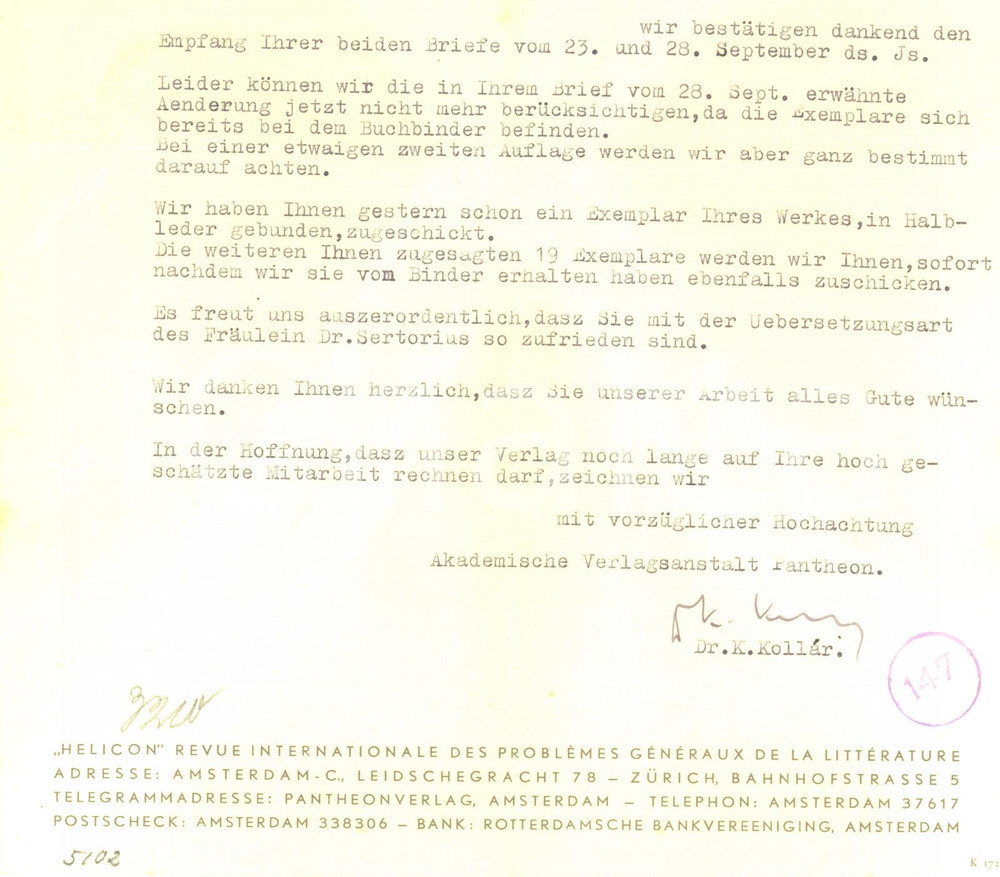 wir bestätigen dankend den
Empfang Ihrer beiden Briefe vom 23. und 28. September ds. Js.
Leider können wir die in Ihrem Brief vom 28. Sept. erwähnte
Aenderung jetzt nicht mehr berücksichtigen,da die Exemplare sich
bereits bei dem Buchbinder befinden.
Bei einer etwaigen zweiten Auflage werden wir aber ganz bestimmt
darauf achten.
Wir haben Ihnen gestern schon ein Exemplar Ihres Werkes,in Halb-
leder gebunden,zugeschickt.
Die weiteren Ihnen zugesagten 19 Exemplare werden wir Ihnen,sofort
nachdem wir sie vom Binder erhalten haben ebenfalls zuschicken.
Es freut uns auszerordentlich,dasz Sie mit der Uebersetzungsart
des Fräulein Dr.Sertorius so zufrieden sind.
Wir danken Ihnen herzlich,dasz Sie unserer Arbeit alles Gute wün-
schen.
In der Hoffnung,dasz unser Verlag noch lange auf Ihre hoch ge-
schätzte Mitarbeit rechnen darf,zeichnen wir
mit vorzüglicher Hochachtung
Akademische Verlagsanstalt Pantheon.
Dr.K.Kollár.
147
„HELICON" REVUE INTERNATIONALE DES PROBLÈMES GÉNÉRAUX DE LA LITTÉRATURE
ADRESSE: AMSTERDAM-C., LEIDSCHEGRACHT 78 – ZÜRICH, BAHNHOFSTRASSE 5
TELEGRAMMADRESSE: PANTHEONVERLAG, AMSTERDAM – TELEPHON: AMSTERDAM 37617
POSTSCHECK: AMSTERDAM 338306 – BANK: ROTTERDAMSCHE BANKVEREENIGING, AMSTERDAM
5102
K 172